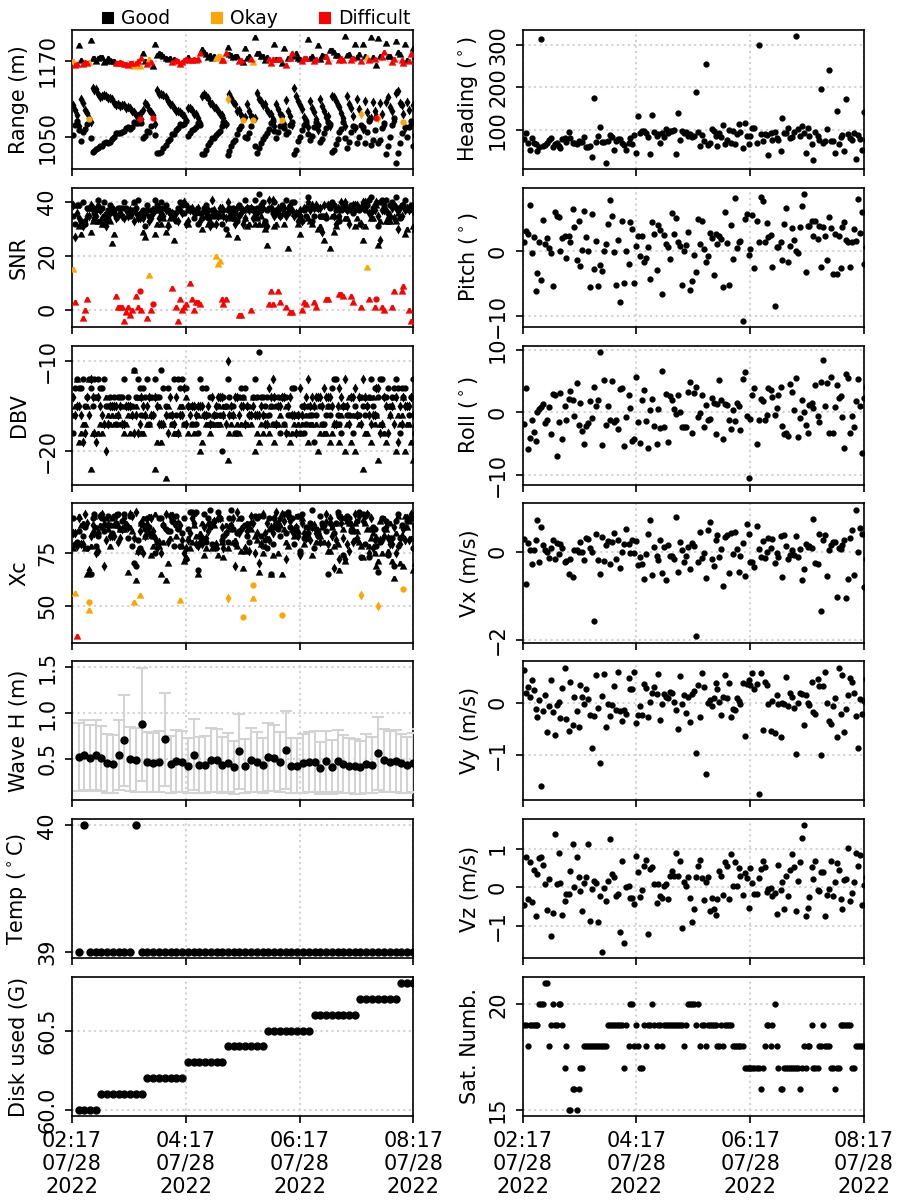 Good Okay Difficult
Range (m)
1170
1050
Heading (°)
300
200
100
SNR
40
20
0
Pitch (°)
0
−10
DBV
−10
−20
Roll (°)
10
0
−10
Xc
75
50
Vx (m/s)
0
−2
Wave H (m)
1.5
1.0
0.5
Vy (m/s)
0
−1
Temp (°C)
40
39
Vz (m/s)
1
0
−1
Disk used (G)
60.5
60.0
Sat. Numb.
20
15
02:17 04:17 06:17 08:17
07/28 07/28 07/28 07/28
2022 2022 2022 2022
02:17 04:17 06:17 08:17
07/28 07/28 07/28 07/28
2022 2022 2022 2022